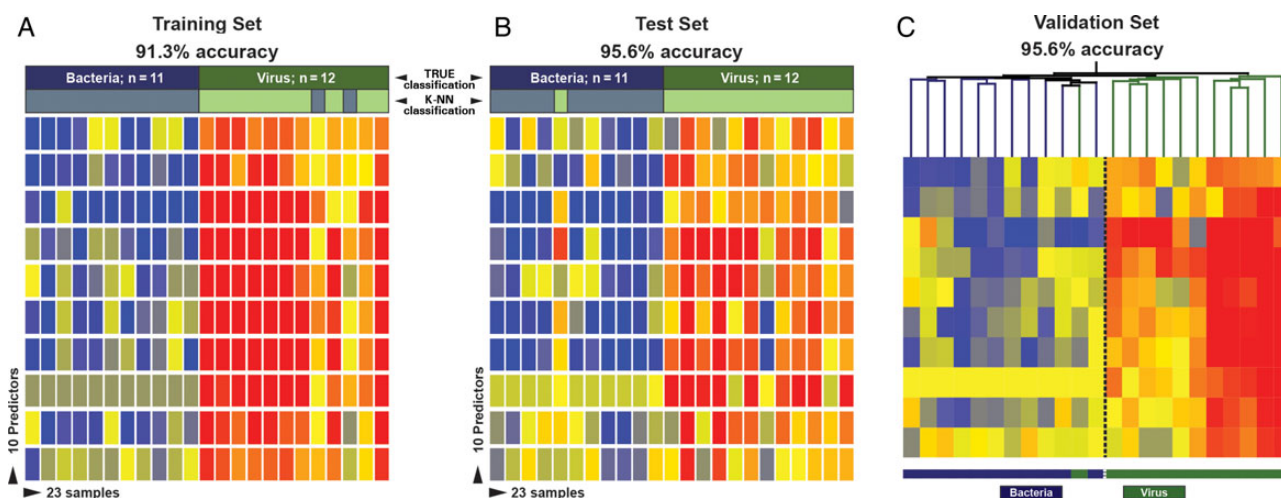 A
Training Set
91.3% accuracy
Bacteria; n = 11
Virus; n = 12
TRUE
classification
K-NN
classification
10 Predictors
23 samples
B
Test Set
95.6% accuracy
Bacteria; n = 11
Virus; n = 12
10 Predictors
23 samples
C
Validation Set
95.6% accuracy
Bacteria
Virus